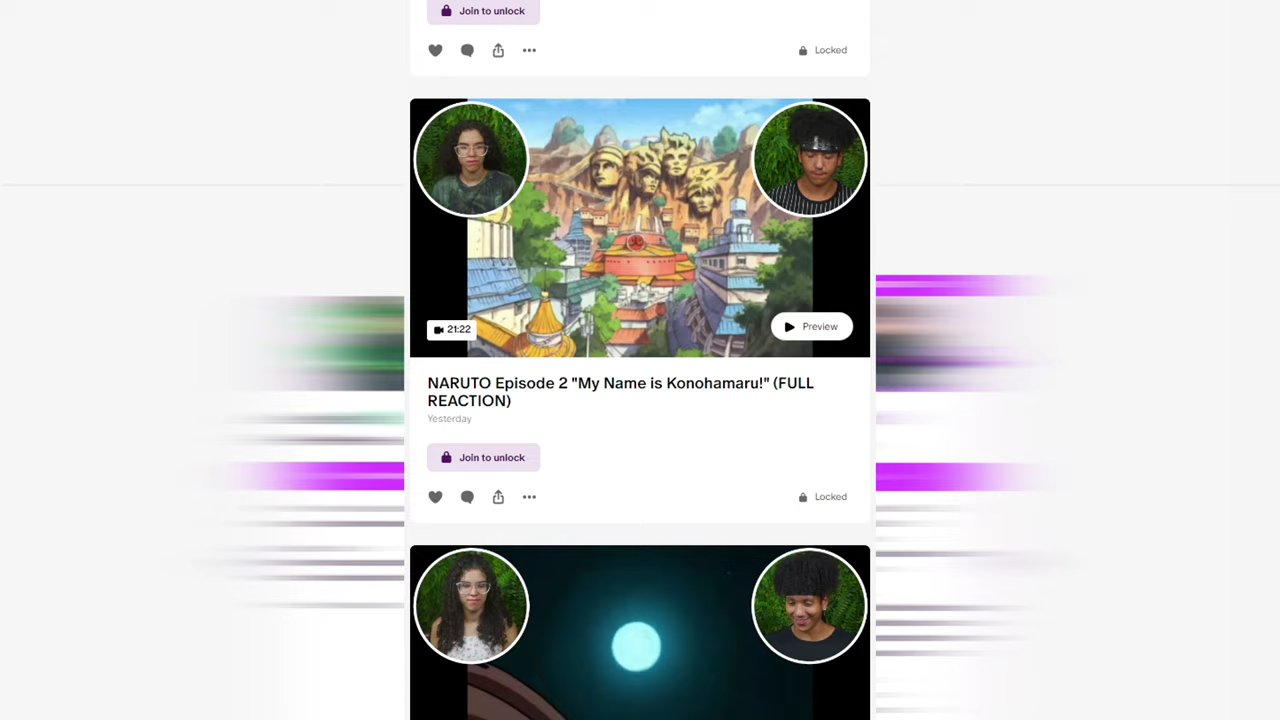 Join to unlock
Locked
21:22
Preview
NARUTO Episode 2 "My Name is Konohamaru!" (FULL
REACTION)
Yesterday
Join to unlock
Locked